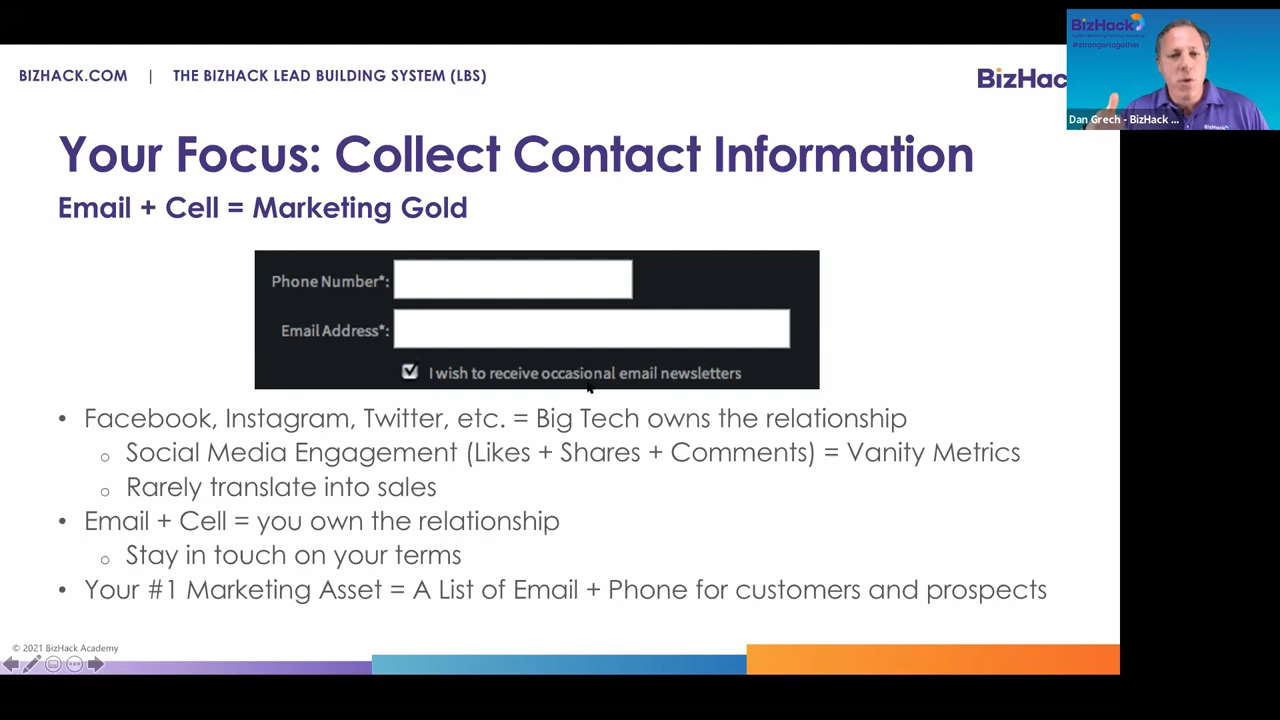 BIZHACK.COM | THE BIZHACK LEAD BUILDING SYSTEM (LBS)
BizHac
BizHack
#strongertogether
BizHack
Dan Grech - BizHack ...
Your Focus: Collect Contact Information
Email + Cell = Marketing Gold
Phone Number*:
Email Address*:
I wish to receive occasional email newsletters
• Facebook, Instagram, Twitter, etc. = Big Tech owns the relationship
o Social Media Engagement (Likes + Shares + Comments) = Vanity Metrics
o Rarely translate into sales
• Email + Cell = you own the relationship
o Stay in touch on your terms
• Your #1 Marketing Asset = A List of Email + Phone for customers and prospects
© 2021 BizHack Academy